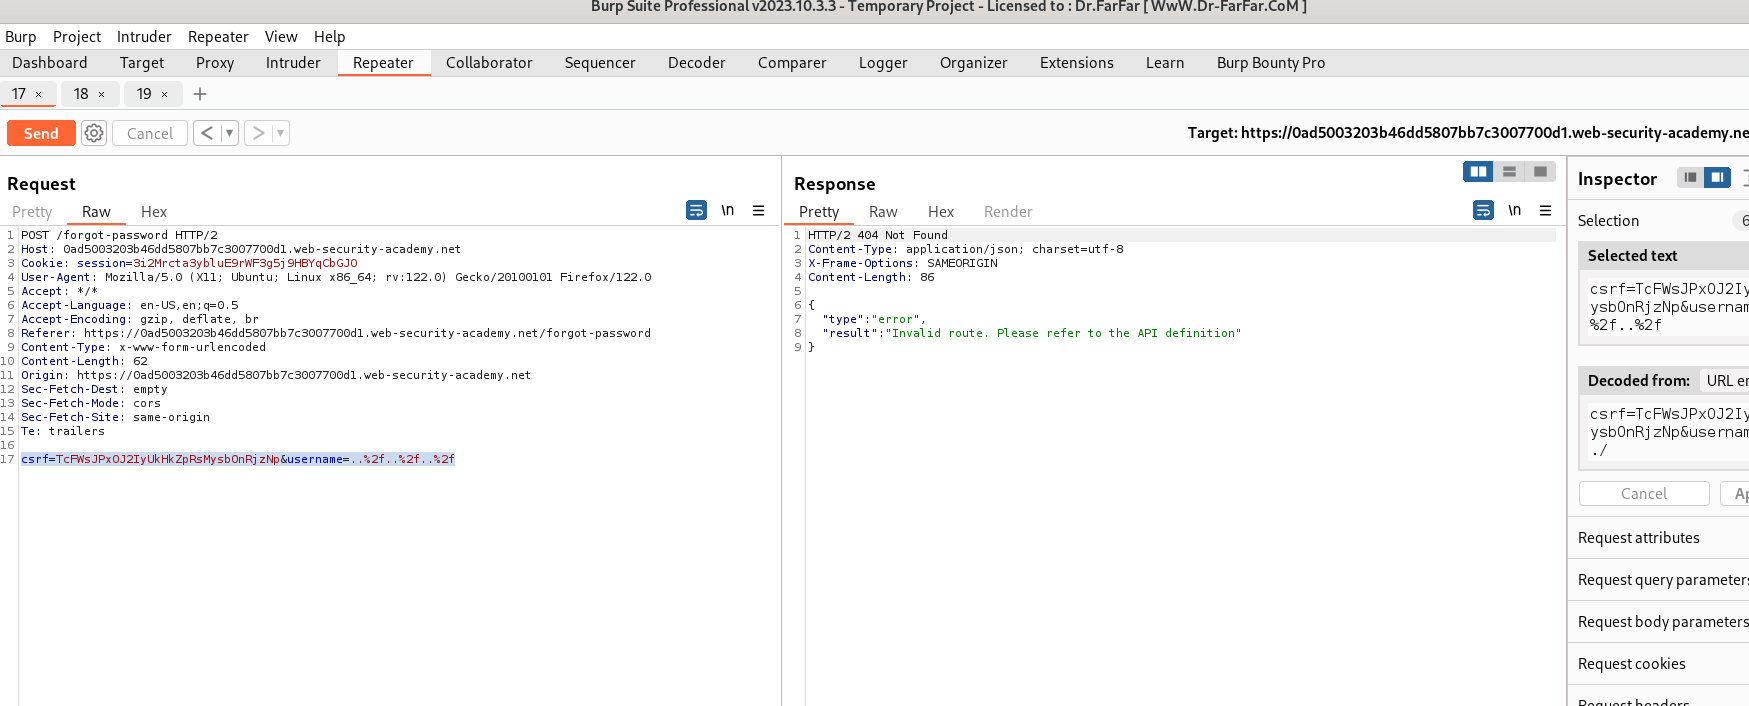 Burp Suite Professional v2023.10.3.3 - Temporary Project - Licensed to : Dr.FarFar [ WwW.Dr-FarFar.CoM ]
Burp Project Intruder Repeater View Help
Dashboard Target Proxy Intruder Repeater Collaborator Sequencer Decoder Comparer Logger Organizer Extensions Learn Burp Bounty Pro
17 × 18 × 19 × +
Send Cancel < ▼ > ▼ Target: https://0ad5003203b46dd5807bb7c3007700d1.web-security-academy.ne
Request
Pretty Raw Hex \n
1 POST /forgot-password HTTP/2
2 Host: 0ad5003203b46dd5807bb7c3007700d1.web-security-academy.net
3 Cookie: session=3i2Mrcta3ybluE9rWF3g5j9HBYqCbGJO
4 User-Agent: Mozilla/5.0 (X11; Ubuntu; Linux x86_64; rv:122.0) Gecko/20100101 Firefox/122.0
5 Accept: */*
6 Accept-Language: en-US,en;q=0.5
7 Accept-Encoding: gzip, deflate, br
8 Referer: https://0ad5003203b46dd5807bb7c3007700d1.web-security-academy.net/forgot-password
9 Content-Type: x-www-form-urlencoded
10 Content-Length: 62
11 Origin: https://0ad5003203b46dd5807bb7c3007700d1.web-security-academy.net
12 Sec-Fetch-Dest: empty
13 Sec-Fetch-Mode: cors
14 Sec-Fetch-Site: same-origin
15 Te: trailers
16
17 csrf=TcFWsJPxOJ2IyUkHkZpRsMysbOnRjzNp&username=..%2f..%2f..%2f
Response
Pretty Raw Hex Render \n
1 HTTP/2 404 Not Found
2 Content-Type: application/json; charset=utf-8
3 X-Frame-Options: SAMEORIGIN
4 Content-Length: 86
5
6 {
7 "type":"error",
8 "result":"Invalid route. Please refer to the API definition"
9 }
Inspector
Selection 6
Selected text
csrf=TcFWsJPxOJ2Iy
ysbOnRjzNp&usernam
%2f..%2f
Decoded from: URL en
csrf=TcFWsJPxOJ2Iy
ysbOnRjzNp&usernam
./
Cancel Ap
Request attributes
Request query parameters
Request body parameters
Request cookies
Request headers